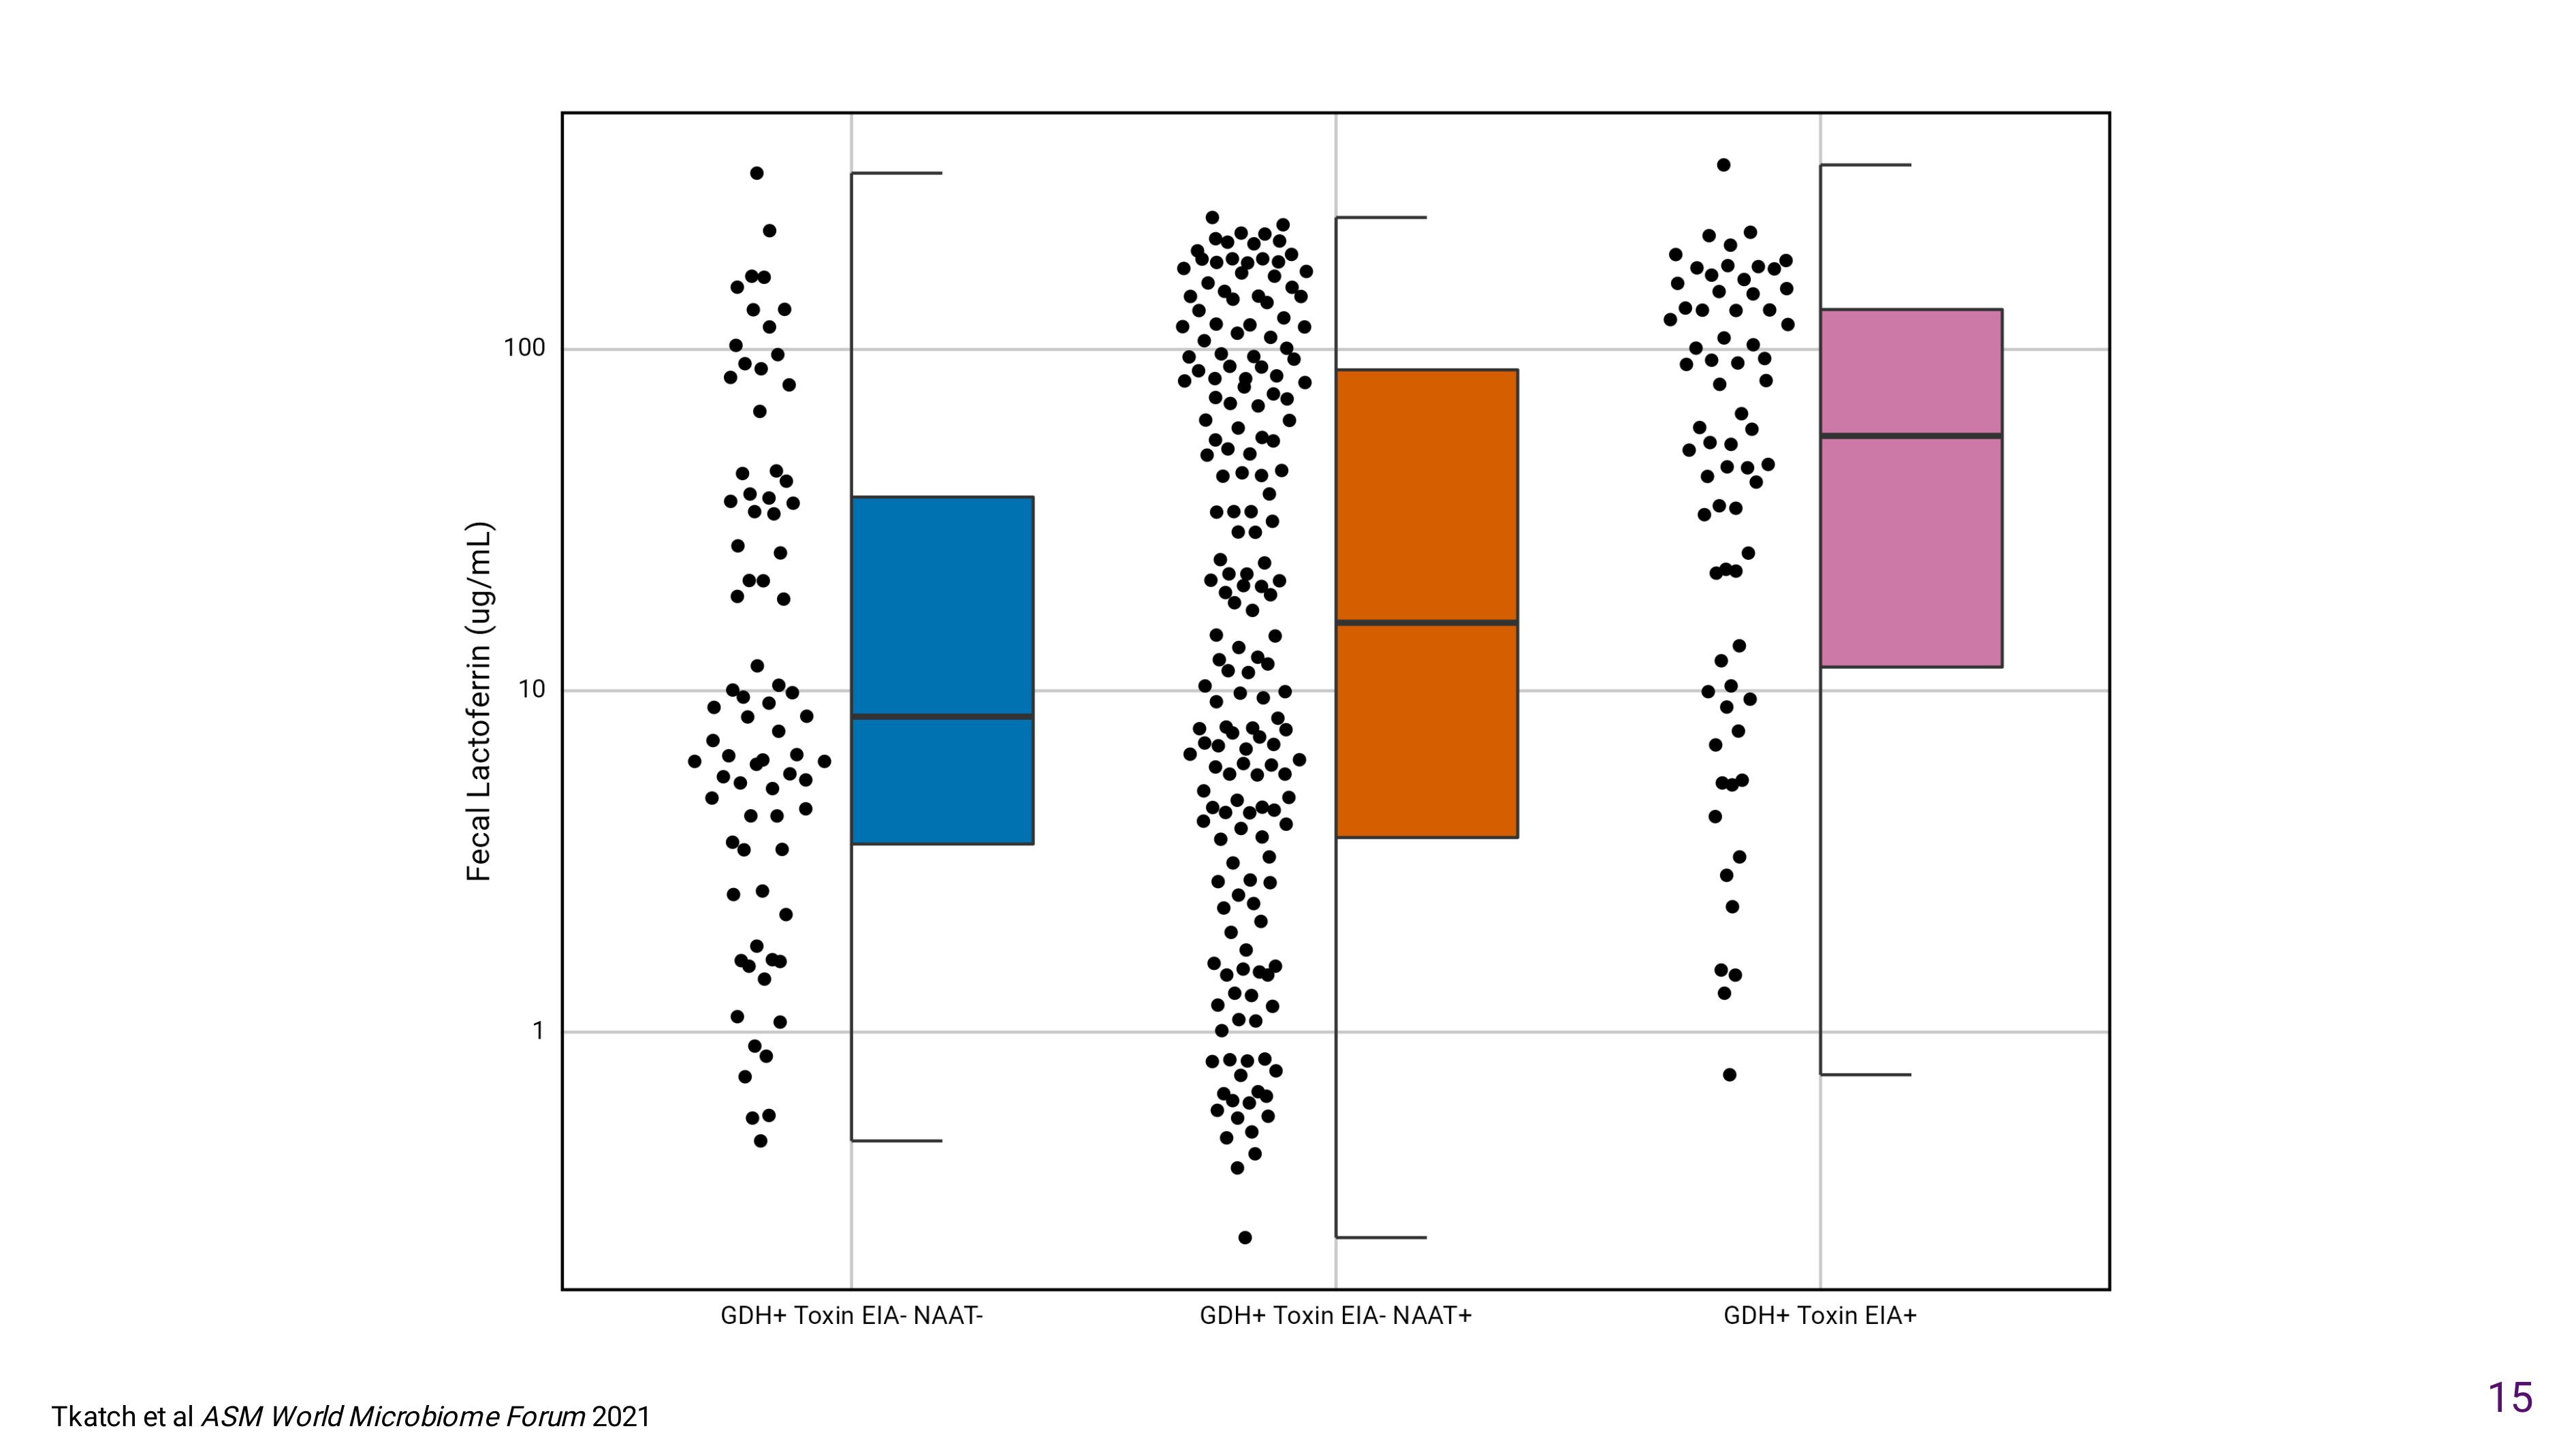 Fecal Lactoferrin (ug/mL)
100
10
1
GDH+ Toxin EIA- NAAT-
GDH+ Toxin EIA- NAAT+
GDH+ Toxin EIA+
Tkatch et al ASM World Microbiome Forum 2021
15